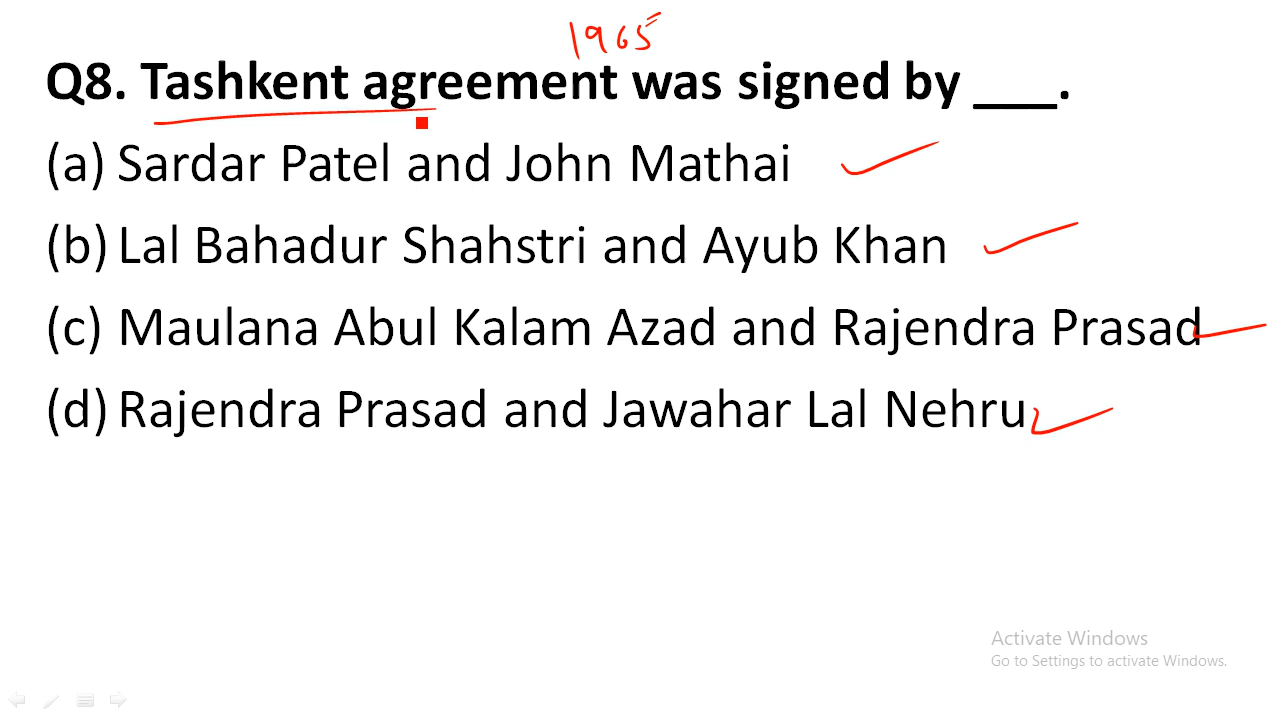 1965
Q8. Tashkent agreement was signed by ___.
(a) Sardar Patel and John Mathai
(b) Lal Bahadur Shahstri and Ayub Khan
(c) Maulana Abul Kalam Azad and Rajendra Prasad
(d) Rajendra Prasad and Jawahar Lal Nehru
Activate Windows
Go to Settings to activate Windows.